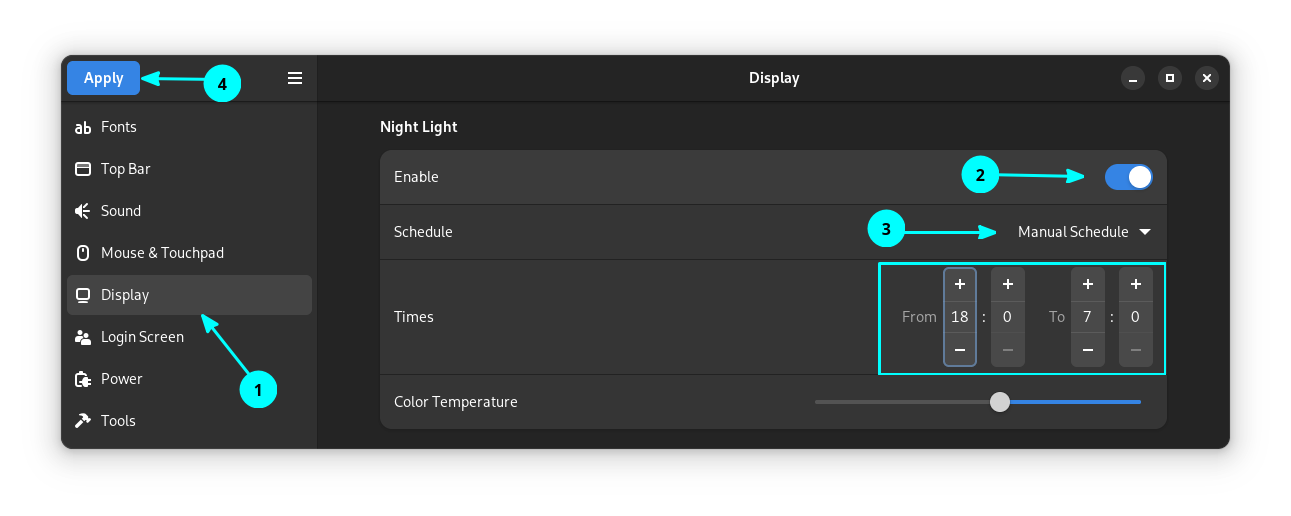 Apply
4
Display
Fonts
Top Bar
Sound
Mouse & Touchpad
Display
Login Screen
Power
Tools
1
Night Light
Enable
2
Schedule
3
Manual Schedule
+ + + +
Times From 18 : 0 To 7 : 0
− − − −
Color Temperature